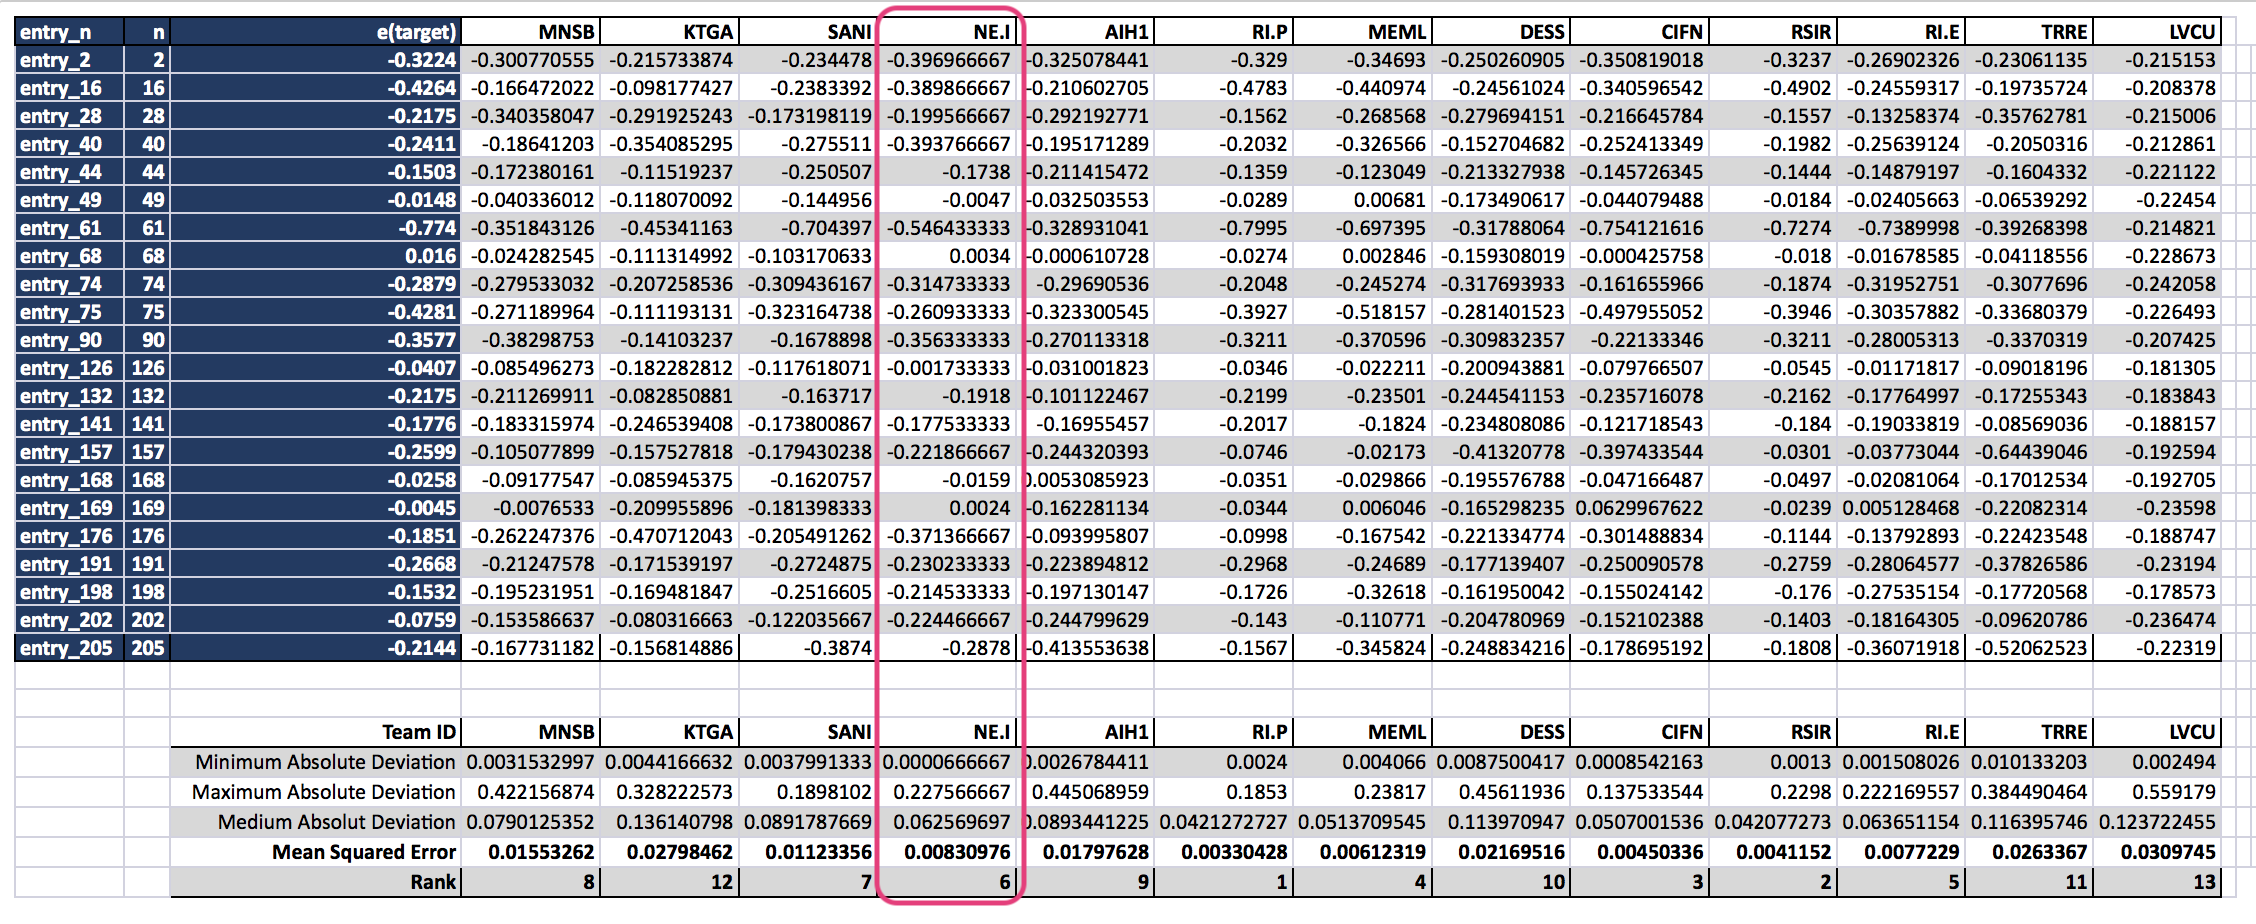 entry_n n e(target) MNSB KTGA SANI NE.I AIH1 RI.P MEML DESS CIFN RSIR RI.E TRRE LVCU
entry_2 2 -0.3224 -0.300770555 -0.215733874 -0.234478 -0.396966667 -0.325078441 -0.329 -0.34693 -0.250260905 -0.350819018 -0.3237 -0.26902326 -0.23061135 -0.215153
entry_16 16 -0.4264 -0.166472022 -0.098177427 -0.2383392 -0.389866667 -0.210602705 -0.4783 -0.440974 -0.24561024 -0.340596542 -0.4902 -0.24559317 -0.19735724 -0.208378
entry_28 28 -0.2175 -0.340358047 -0.291925243 -0.173198119 -0.199566667 -0.292192771 -0.1562 -0.268568 -0.279694151 -0.216645784 -0.1557 -0.13258374 -0.35762781 -0.215006
entry_40 40 -0.2411 -0.18641203 -0.354085295 -0.275511 -0.393766667 -0.195171289 -0.2032 -0.326566 -0.152704682 -0.252413349 -0.1982 -0.25639124 -0.2050316 -0.212861
entry_44 44 -0.1503 -0.172380161 -0.11519237 -0.250507 -0.1738 -0.211415472 -0.1359 -0.123049 -0.213327938 -0.145726345 -0.1444 -0.14879197 -0.1604332 -0.221122
entry_49 49 -0.0148 -0.040336012 -0.118070092 -0.144956 -0.0047 -0.032503553 -0.0289 0.00681 -0.173490617 -0.044079488 -0.0184 -0.02405663 -0.06539292 -0.22454
entry_61 61 -0.774 -0.351843126 -0.45341163 -0.704397 -0.546433333 -0.328931041 -0.7995 -0.697395 -0.31788064 -0.754121616 -0.7274 -0.7389998 -0.39268398 -0.214821
entry_68 68 0.016 -0.024282545 -0.111314992 -0.103170633 0.0034 -0.000610728 -0.0274 0.002846 -0.159308019 -0.000425758 -0.018 -0.01678585 -0.04118556 -0.228673
entry_74 74 -0.2879 -0.279533032 -0.207258536 -0.309436167 -0.314733333 -0.29690536 -0.2048 -0.245274 -0.317693933 -0.161655966 -0.1874 -0.31952751 -0.3077696 -0.242058
entry_75 75 -0.4281 -0.271189964 -0.111193131 -0.323164738 -0.260933333 -0.323300545 -0.3927 -0.518157 -0.281401523 -0.497955052 -0.3946 -0.30357882 -0.33680379 -0.226493
entry_90 90 -0.3577 -0.38298753 -0.14103237 -0.1678898 -0.356333333 -0.270113318 -0.3211 -0.370596 -0.309832357 -0.22133346 -0.3211 -0.28005313 -0.3370319 -0.207425
entry_126 126 -0.0407 -0.085496273 -0.182282812 -0.117618071 -0.001733333 -0.031001823 -0.0346 -0.022211 -0.200943881 -0.079766507 -0.0545 -0.01171817 -0.09018196 -0.181305
entry_132 132 -0.2175 -0.211269911 -0.082850881 -0.163717 -0.1918 -0.101122467 -0.2199 -0.23501 -0.244541153 -0.235716078 -0.2162 -0.17764997 -0.17255343 -0.183843
entry_141 141 -0.1776 -0.183315974 -0.246539408 -0.173800867 -0.177533333 -0.16955457 -0.2017 -0.1824 -0.234808086 -0.121718543 -0.184 -0.19033819 -0.08569036 -0.188157
entry_157 157 -0.2599 -0.105077899 -0.157527818 -0.179430238 -0.221866667 -0.244320393 -0.0746 -0.02173 -0.41320778 -0.397433544 -0.0301 -0.03773044 -0.64439046 -0.192594
entry_168 168 -0.0258 -0.09177547 -0.085945375 -0.1620757 -0.0159 0.0053085923 -0.0351 -0.029866 -0.195576788 -0.047166487 -0.0497 -0.02081064 -0.17012534 -0.192705
entry_169 169 -0.0045 -0.0076533 -0.209955896 -0.181398333 0.0024 -0.162281134 -0.0344 0.006046 -0.165298235 0.0629967622 -0.0239 0.005128468 -0.22082314 -0.23598
entry_176 176 -0.1851 -0.262247376 -0.470712043 -0.205491262 -0.371366667 -0.093995807 -0.0998 -0.167542 -0.221334774 -0.301488834 -0.1144 -0.13792893 -0.22423548 -0.188747
entry_191 191 -0.2668 -0.21247578 -0.171539197 -0.2724875 -0.230233333 -0.223894812 -0.2968 -0.24689 -0.177139407 -0.250090578 -0.2759 -0.28064577 -0.37826586 -0.23194
entry_198 198 -0.1532 -0.195231951 -0.169481847 -0.2516605 -0.214533333 -0.197130147 -0.1726 -0.32618 -0.161950042 -0.155024142 -0.176 -0.27535154 -0.17720568 -0.178573
entry_202 202 -0.0759 -0.153586637 -0.080316663 -0.122035667 -0.224466667 -0.244799629 -0.143 -0.110771 -0.204780969 -0.152102388 -0.1403 -0.18164305 -0.09620786 -0.236474
entry_205 205 -0.2144 -0.167731182 -0.156814886 -0.3874 -0.2878 -0.413553638 -0.1567 -0.345824 -0.248834216 -0.178695192 -0.1808 -0.36071918 -0.52062523 -0.22319
Team ID MNSB KTGA SANI NE.I AIH1 RI.P MEML DESS CIFN RSIR RI.E TRRE LVCU
Minimum Absolute Deviation 0.0031532997 0.0044166632 0.0037991333 0.0000666667 0.0026784411 0.0024 0.004066 0.0087500417 0.0008542163 0.0013 0.001508026 0.010133203 0.002494
Maximum Absolute Deviation 0.422156874 0.328222573 0.1898102 0.227566667 0.445068959 0.1853 0.23817 0.45611936 0.137533544 0.2298 0.222169557 0.384490464 0.559179
Medium Absolut Deviation 0.0790125352 0.136140798 0.0891787669 0.062569697 0.0893441225 0.0421272727 0.0513709545 0.113970947 0.0507001536 0.042077273 0.063651154 0.116395746 0.123722455
Mean Squared Error 0.01553262 0.02798462 0.01123356 0.00830976 0.01797628 0.00330428 0.00612319 0.02169516 0.00450336 0.0041152 0.0077229 0.0263367 0.0309745
Rank 8 12 7 6 9 1 4 10 3 2 5 11 13